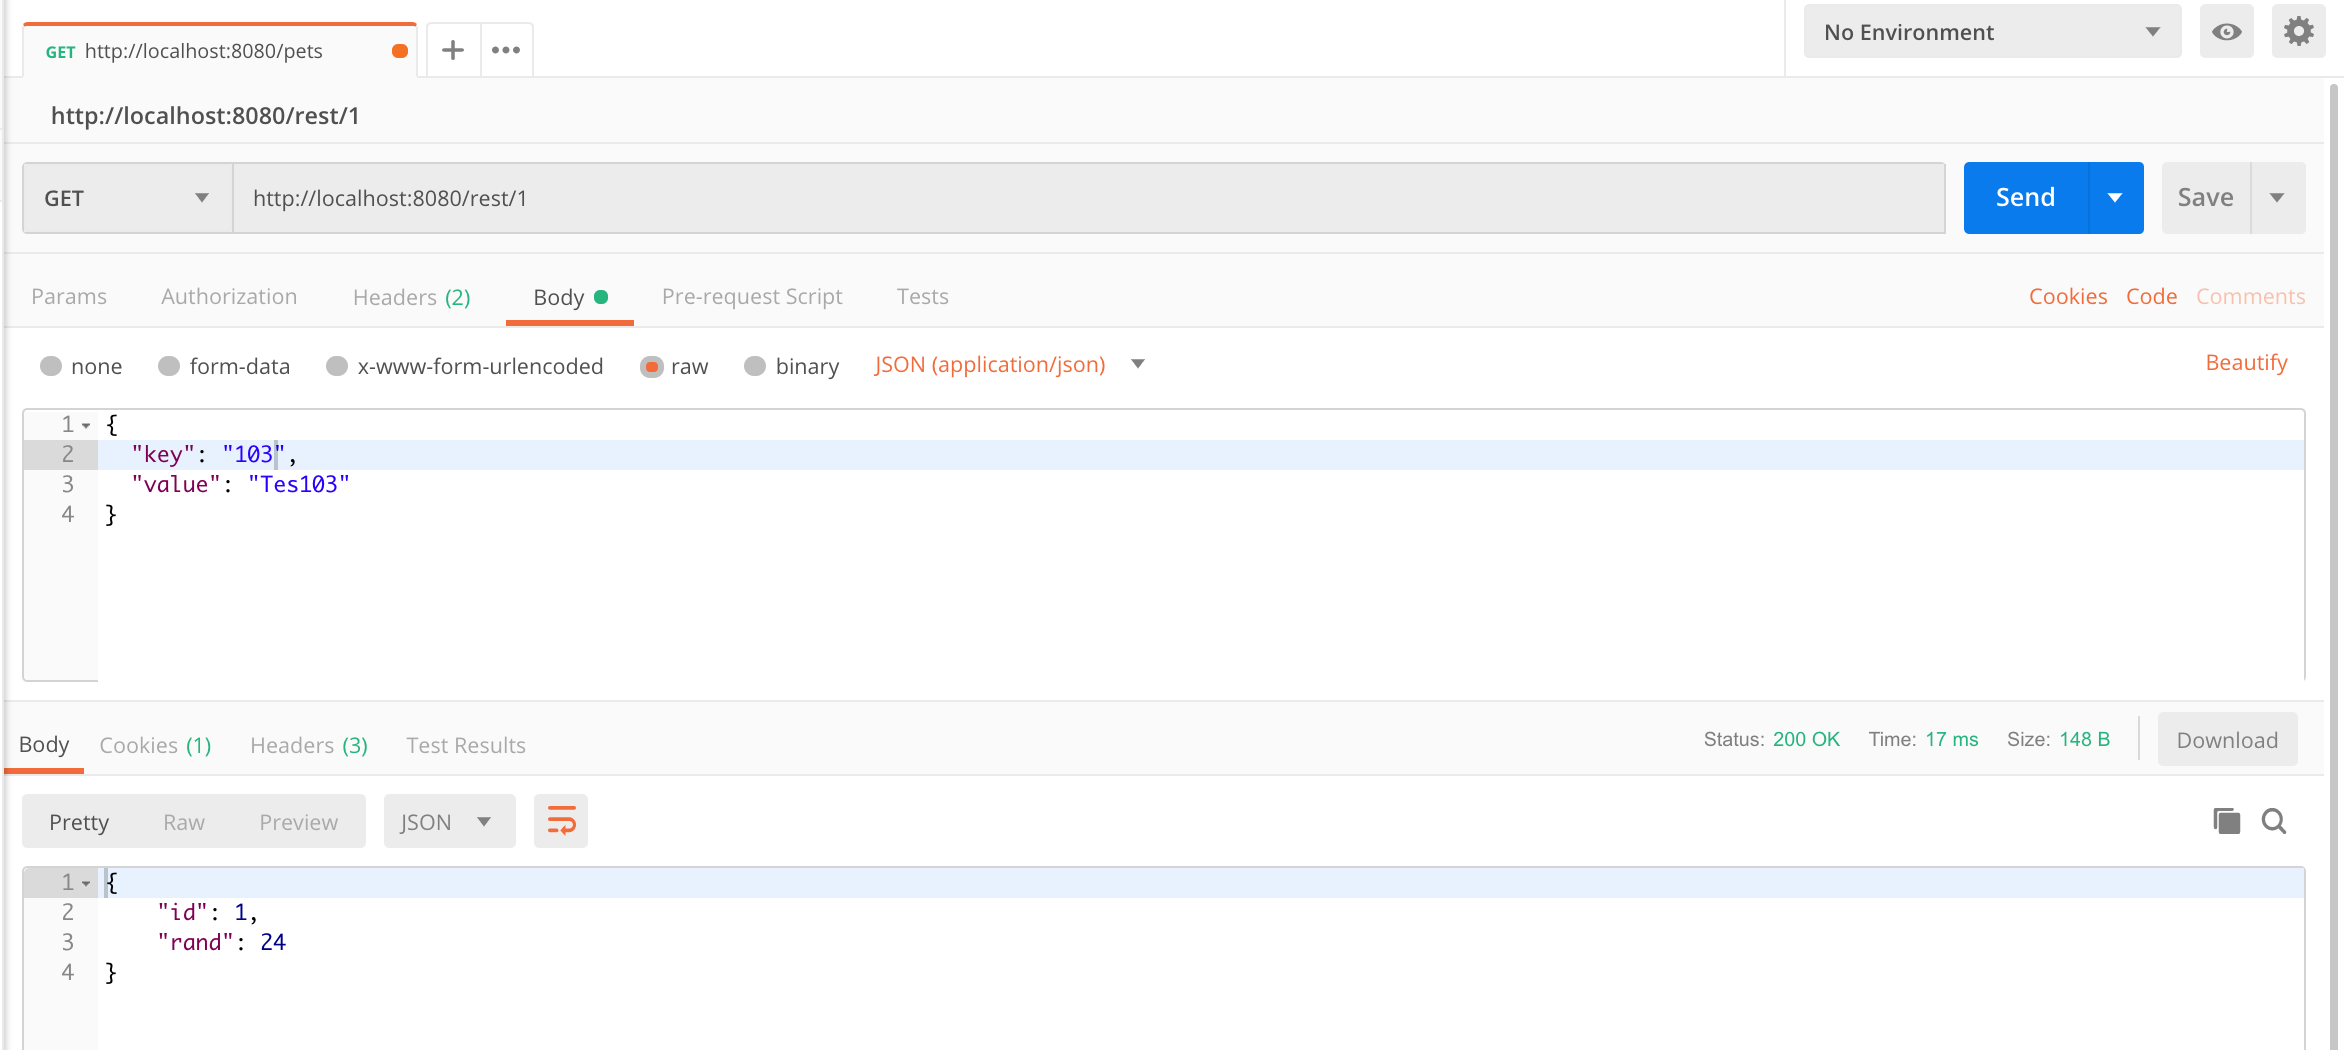 GET http://localhost:8080/pets
No Environment
http://localhost:8080/rest/1
GET http://localhost:8080/rest/1 Send Save
Params Authorization Headers (2) Body Pre-request Script Tests Cookies Code Comments
none form-data x-www-form-urlencoded raw binary JSON (application/json) Beautify
1 {
2 "key": "103",
3 "value": "Tes103"
4 }
Body Cookies (1) Headers (3) Test Results Status: 200 OK Time: 17 ms Size: 148 B Download
Pretty Raw Preview JSON
1 {
2 "id": 1,
3 "rand": 24
4 }